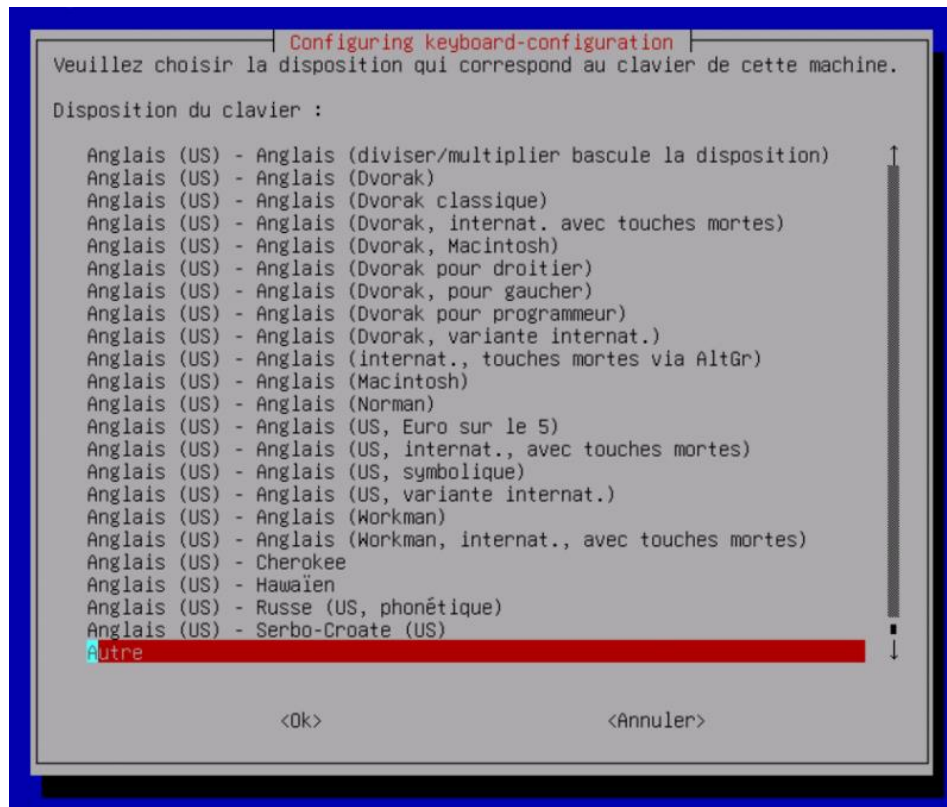 Configuring keyboard-configuration
Veuillez choisir la disposition qui correspond au clavier de cette machine.
Disposition du clavier :
Anglais (US) - Anglais (diviser/multiplier bascule la disposition)
Anglais (US) - Anglais (Dvorak)
Anglais (US) - Anglais (Dvorak classique)
Anglais (US) - Anglais (Dvorak, internat. avec touches mortes)
Anglais (US) - Anglais (Dvorak, Macintosh)
Anglais (US) - Anglais (Dvorak pour droitier)
Anglais (US) - Anglais (Dvorak, pour gaucher)
Anglais (US) - Anglais (Dvorak pour programmeur)
Anglais (US) - Anglais (Dvorak, variante internat.)
Anglais (US) - Anglais (internat., touches mortes via AltGr)
Anglais (US) - Anglais (Macintosh)
Anglais (US) - Anglais (Norman)
Anglais (US) - Anglais (US, Euro sur le 5)
Anglais (US) - Anglais (US, internat., avec touches mortes)
Anglais (US) - Anglais (US, symbolique)
Anglais (US) - Anglais (US, variante internat.)
Anglais (US) - Anglais (Workman)
Anglais (US) - Anglais (Workman, internat., avec touches mortes)
Anglais (US) - Cherokee
Anglais (US) - Hawaïen
Anglais (US) - Russe (US, phonétique)
Anglais (US) - Serbo-Croate (US)
Autre
<Ok> <Annuler>